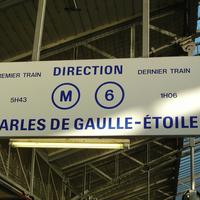 REMIER TRAIN DIRECTION DERNIER TRAIN
5H43 M 6 1H06
ARLES DE GAULLE-ÉTOILE